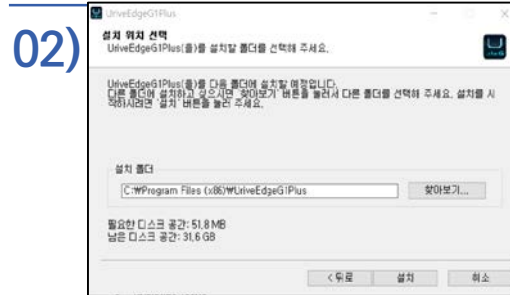 02)
UriveEdgeG1Plus
설치 위치 선택
UriveEdgeG1Plus(을)를 설치할 폴더를 선택해 주세요.
UriveEdgeG1Plus(을)를 다음 폴더에 설치할 예정입니다.
다른 폴더에 설치하고 싶으시면 '찾아보기' 버튼을 눌러서 다른 폴더를 선택해 주세요. 설치를 시
작하시려면 '설치' 버튼을 눌러 주세요.
설치 폴더
C:₩Program Files (x86)₩UriveEdgeG1Plus
찾아보기...
필요한 디스크 공간: 51.8 MB
남은 디스크 공간: 31.6 GB
< 뒤로
설치
취소